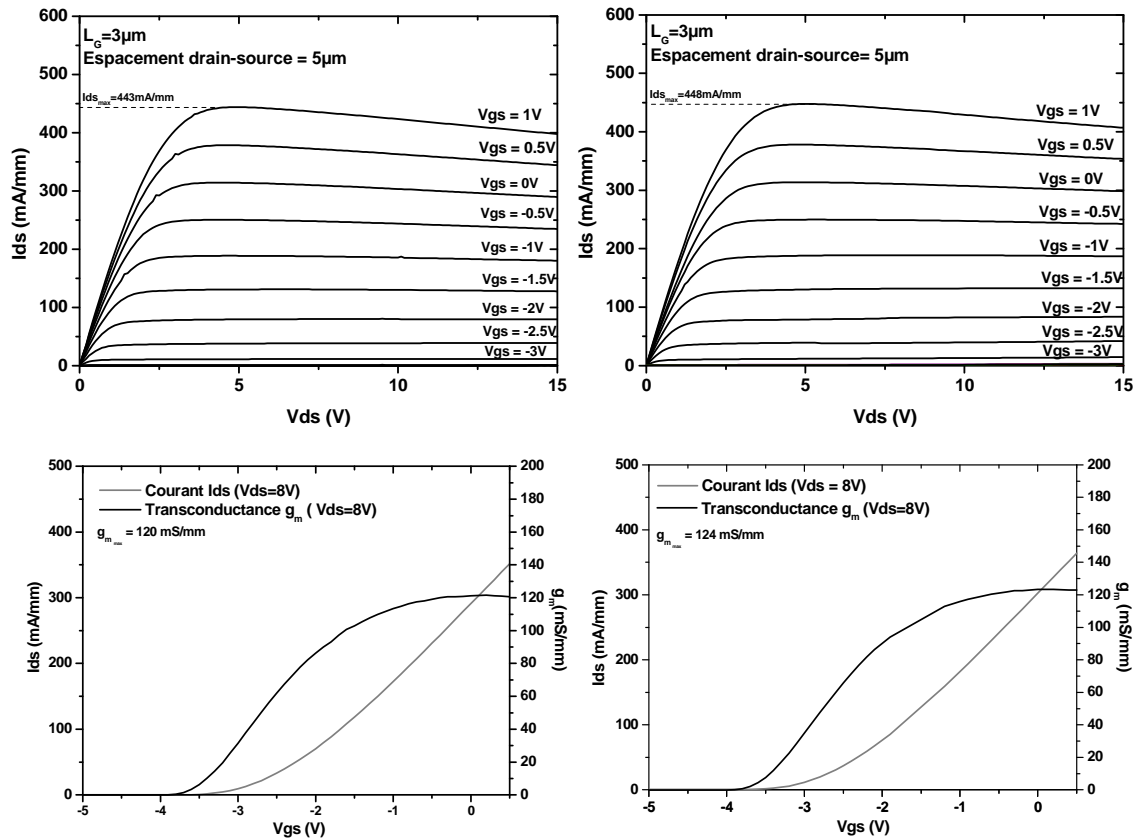 L_G=3µm
Espacement drain-source = 5µm
Ids_max=443mA/mm
Vgs = 1V
Vgs = 0.5V
Vgs = 0V
Vgs = -0.5V
Vgs = -1V
Vgs = -1.5V
Vgs = -2V
Vgs = -2.5V
Vgs = -3V
600
500
400
300
200
100
0
Ids (mA/mm)
0 5 10 15
Vds (V)
L_G=3µm
Espacement drain-source= 5µm
Ids_max=448mA/mm
Vgs = 1V
Vgs = 0.5V
Vgs = 0V
Vgs = -0.5V
Vgs = -1V
Vgs = -1.5V
Vgs = -2V
Vgs = -2.5V
Vgs = -3V
600
500
400
300
200
100
0
Ids (mA/mm)
0 5 10 15
Vds (V)
Courant Ids (Vds=8V)
Transconductance g_m ( Vds=8V)
g_m_max = 120 mS/mm
500
400
300
200
100
0
Ids (mA/mm)
200
180
160
140
120
100
80
60
40
20
0
g_m (mS/mm)
-5 -4 -3 -2 -1 0
Vgs (V)
Courant Ids (Vds = 8V)
Transconductance g_m (Vds=8V)
g_m_max = 124 mS/mm
500
400
300
200
100
0
Ids (mA/mm)
200
180
160
140
120
100
80
60
40
20
0
g_m (mS/mm)
-5 -4 -3 -2 -1 0
Vgs (V)